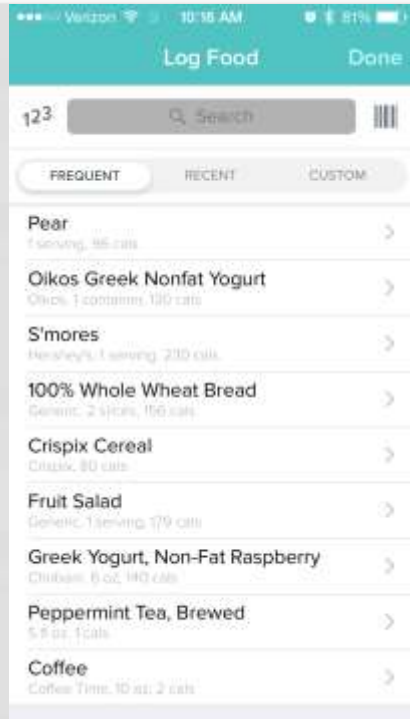 Verizon 10:16 AM 81%
Log Food Done
123 Search
FREQUENT RECENT CUSTOM
Pear
1 serving, 96 cals
Oikos Greek Nonfat Yogurt
Oikos, 1 container, 130 cals
S'mores
Hershey's, 1 serving, 230 cals
100% Whole Wheat Bread
Generic, 2 slices, 156 cals
Crispix Cereal
Crispix, 80 cals
Fruit Salad
Generic, 1 serving, 179 cals
Greek Yogurt, Non-Fat Raspberry
Chobani, 6 oz, 140 cals
Peppermint Tea, Brewed
fl oz, 1 cals
Coffee
Coffee Time, 10 oz, 2 cals